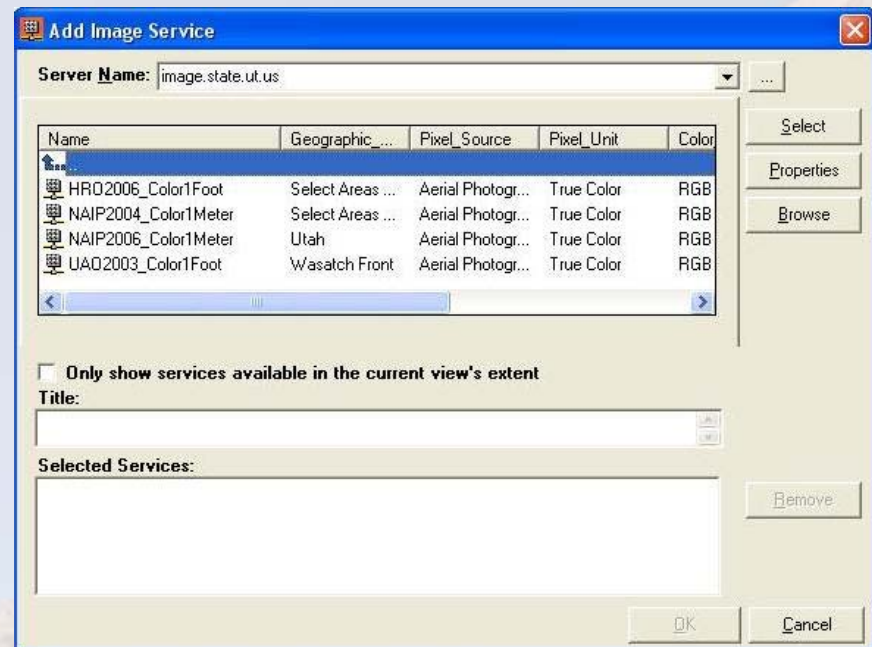 Add Image Service
Server Name: image.state.ut.us ...
Name Geographic_... Pixel_Source Pixel_Unit Color
..
HRO2006_Color1Foot Select Areas ... Aerial Photogr... True Color RGB
NAIP2004_Color1Meter Select Areas ... Aerial Photogr... True Color RGB
NAIP2006_Color1Meter Utah Aerial Photogr... True Color RGB
UAO2003_Color1Foot Wasatch Front Aerial Photogr... True Color RGB
Select
Properties
Browse
Only show services available in the current view's extent
Title:
Selected Services:
Remove
OK Cancel